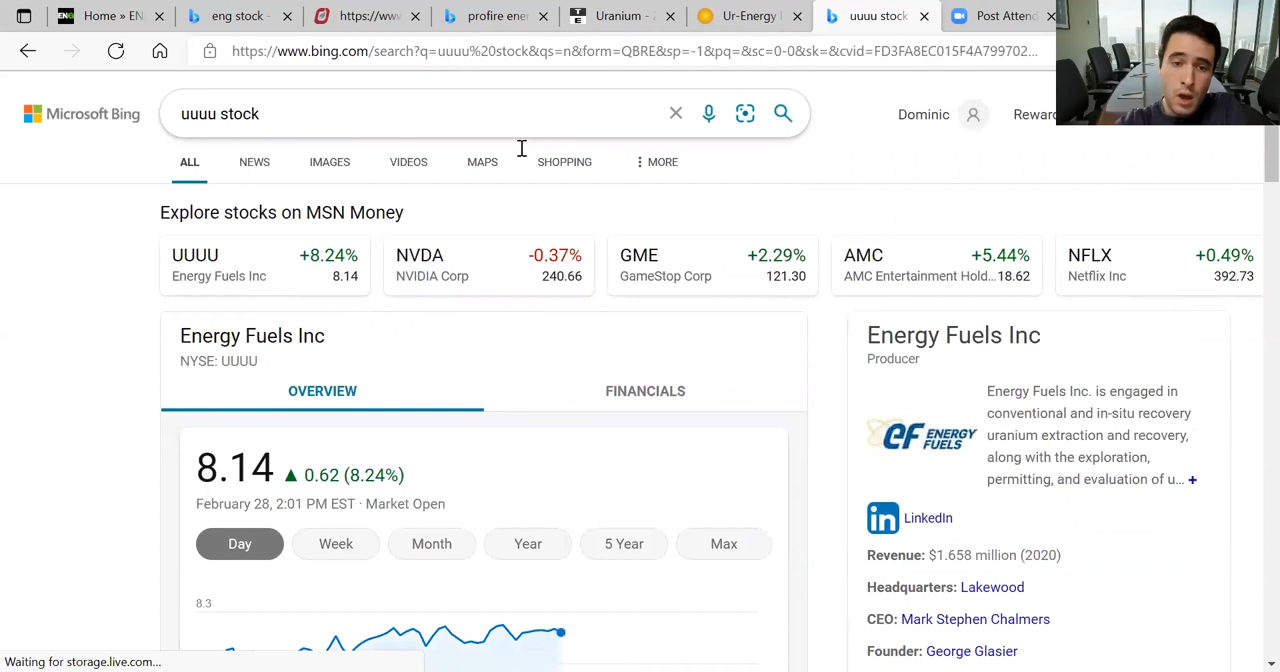 Home » EN
eng stock -
https://www
profire ener
Uranium -
Ur-Energy
uuuu stock
Post Attend
https://www.bing.com/search?q=uuuu%20stock&qs=n&form=QBRE&sp=-1&pq=&sc=0-0&sk=&cvid=FD3FA8EC015F4A799702...
Microsoft Bing
uuuu stock
Dominic
Rewar
ALL
NEWS
IMAGES
VIDEOS
MAPS
SHOPPING
MORE
Explore stocks on MSN Money
UUUU +8.24%
Energy Fuels Inc 8.14
NVDA -0.37%
NVIDIA Corp 240.66
GME +2.29%
GameStop Corp 121.30
AMC +5.44%
AMC Entertainment Hold... 18.62
NFLX +0.49%
Netflix Inc 392.73
Energy Fuels Inc
NYSE: UUUU
OVERVIEW
FINANCIALS
8.14 ▲ 0.62 (8.24%)
February 28, 2:01 PM EST · Market Open
Day
Week
Month
Year
5 Year
Max
8.3
Energy Fuels Inc
Producer
EF ENERGY
FUELS
Energy Fuels Inc. is engaged in
conventional and in-situ recovery
uranium extraction and recovery,
along with the exploration,
permitting, and evaluation of u... +
in LinkedIn
Revenue: $1.658 million (2020)
Headquarters: Lakewood
CEO: Mark Stephen Chalmers
Founder: George Glasier
Waiting for storage.live.com...